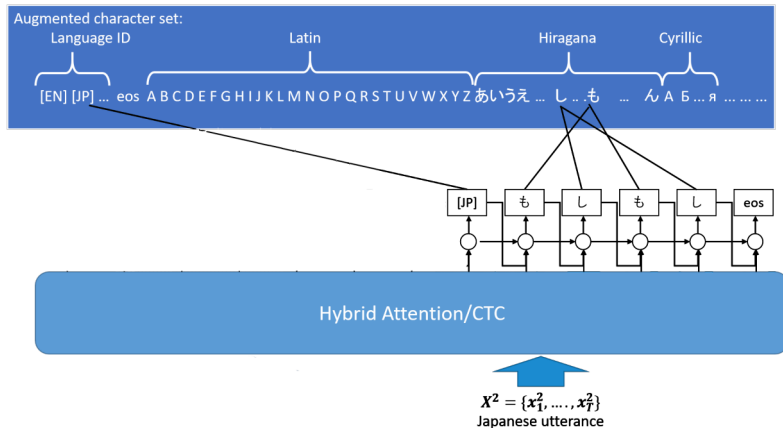 Augmented character set:
Language ID Latin Hiragana Cyrillic
[EN] [JP] ... eos A B C D E F G H I J K L M N O P Q R S T U V W X Y Z あいうえ ... し .. .も ... ん А Б ... я ... ... ...
[JP] も し も し eos
Hybrid Attention/CTC
X² = {x₁², …., x_T²}
Japanese utterance